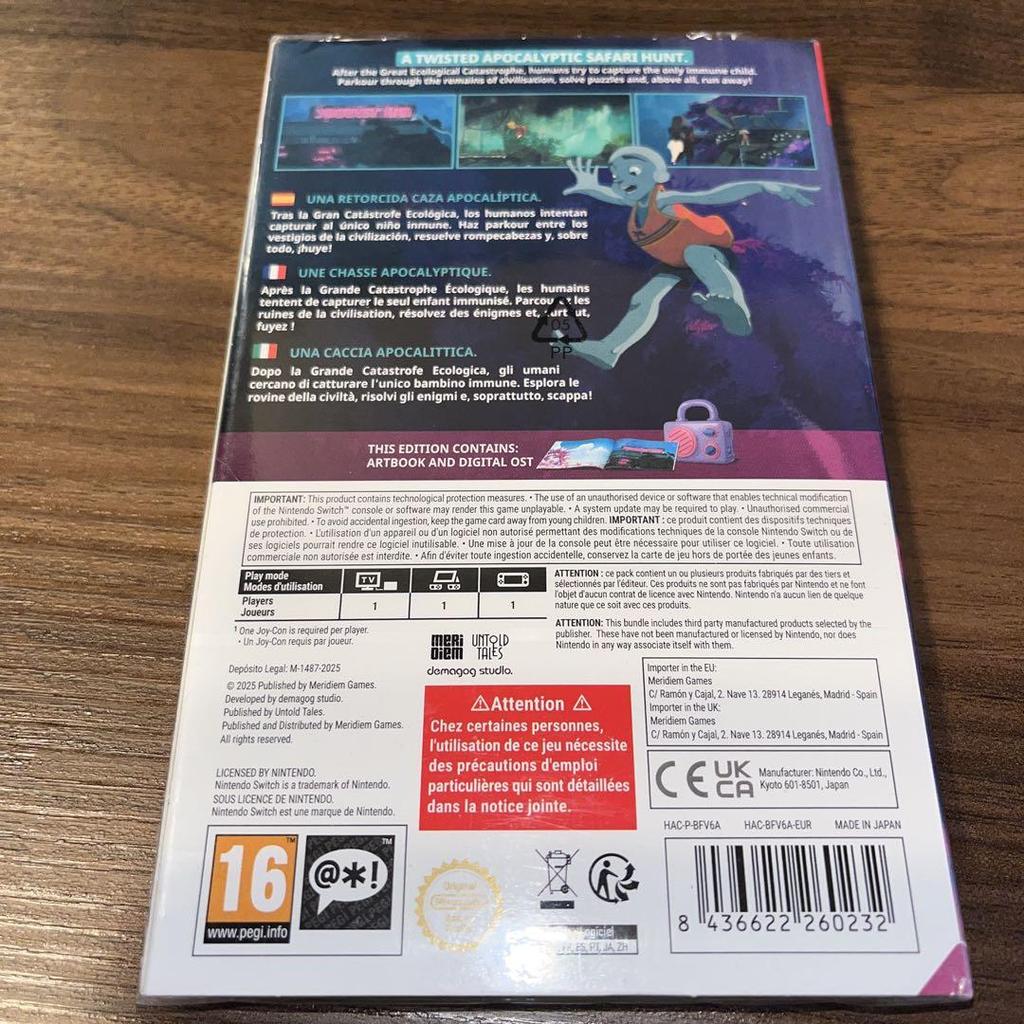 A TWISTED APOCALYPTIC SAFARI HUNT.
After the Great Ecological Catastrophe, humans try to capture the only immune child.
Parkour through the remains of civilisation, solve puzzles and, above all, run away!
UNA RETORCIDA CAZA APOCALÍPTICA.
Tras la Gran Catástrofe Ecológica, los humanos intentan
capturar al único niño inmune. Haz parkour entre los
vestigios de la civilización, resuelve rompecabezas y, sobre
todo, ¡huye!
UNE CHASSE APOCALYPTIQUE.
Après la Grande Catastrophe Écologique, les humains
tentent de capturer le seul enfant immunisé. Parcourez les
ruines de la civilisation, résolvez des énigmes et, surtout,
fuyez !
05
PP
UNA CACCIA APOCALITTICA.
Dopo la Grande Catastrofe Ecologica, gli umani
cercano di catturare l'unico bambino immune. Esplora le
rovine della civiltà, risolvi gli enigmi e, soprattutto, scappa!
THIS EDITION CONTAINS:
ARTBOOK AND DIGITAL OST
IMPORTANT: This product contains technological protection measures. • The use of an unauthorised device or software that enables technical modification
of the Nintendo Switch™ console or software may render this game unplayable. • A system update may be required to play. • Unauthorised commercial
use prohibited. • To avoid accidental ingestion, keep the game card away from young children. IMPORTANT : ce produit contient des dispositifs techniques
de protection. • L'utilisation d'un appareil ou d'un logiciel non autorisé permettant des modifications techniques de la console Nintendo Switch ou de
ses logiciels pourrait rendre ce logiciel inutilisable. • Une mise à jour de la console peut être nécessaire pour utiliser ce logiciel. • Toute utilisation
commerciale non autorisée est interdite. • Afin d'éviter toute ingestion accidentelle, conservez la carte de jeu hors de portée des jeunes enfants.
Play mode
Modes d'utilisation
TV
Players
Joueurs
1 1 1
¹ One Joy-Con is required per player.
• Un Joy-Con requis par joueur.
ATTENTION : ce pack contient un ou plusieurs produits fabriqués par des tiers et
sélectionnés par l'éditeur. Ces produits ne sont pas fabriqués par Nintendo et ne font
l'objet d'aucun contrat de licence avec Nintendo. Nintendo n'a aucun lien de quelque
nature que ce soit avec ces produits.
ATTENTION: This bundle includes third party manufactured products selected by the
publisher. These have not been manufactured or licensed by Nintendo, nor does
Nintendo in any way associate itself with them.
MERIDIEM
UNTOLD TALES
demagog studio.
Depósito Legal: M-1487-2025
© 2025 Published by Meridiem Games.
Developed by demagog studio.
Published by Untold Tales.
Published and Distributed by Meridiem Games.
All rights reserved.
LICENSED BY NINTENDO.
Nintendo Switch is a trademark of Nintendo.
SOUS LICENCE DE NINTENDO.
Nintendo Switch est une marque de Nintendo.
Attention
Chez certaines personnes,
l'utilisation de ce jeu nécessite
des précautions d'emploi
particulières qui sont détaillées
dans la notice jointe.
Importer in the EU:
Meridiem Games
C/ Ramón y Cajal, 2. Nave 13. 28914 Leganés, Madrid - Spain
Importer in the UK:
Meridiem Games
C/ Ramón y Cajal, 2. Nave 13. 28914 Leganés, Madrid - Spain
CE UK CA
Manufacturer: Nintendo Co., Ltd.,
Kyoto 601-8501, Japan
HAC-P-BFV6A HAC-BFV6A-EUR MADE IN JAPAN
16
www.pegi.info
@*!
Original
ES, PT, JA, ZH
8 436622 260232